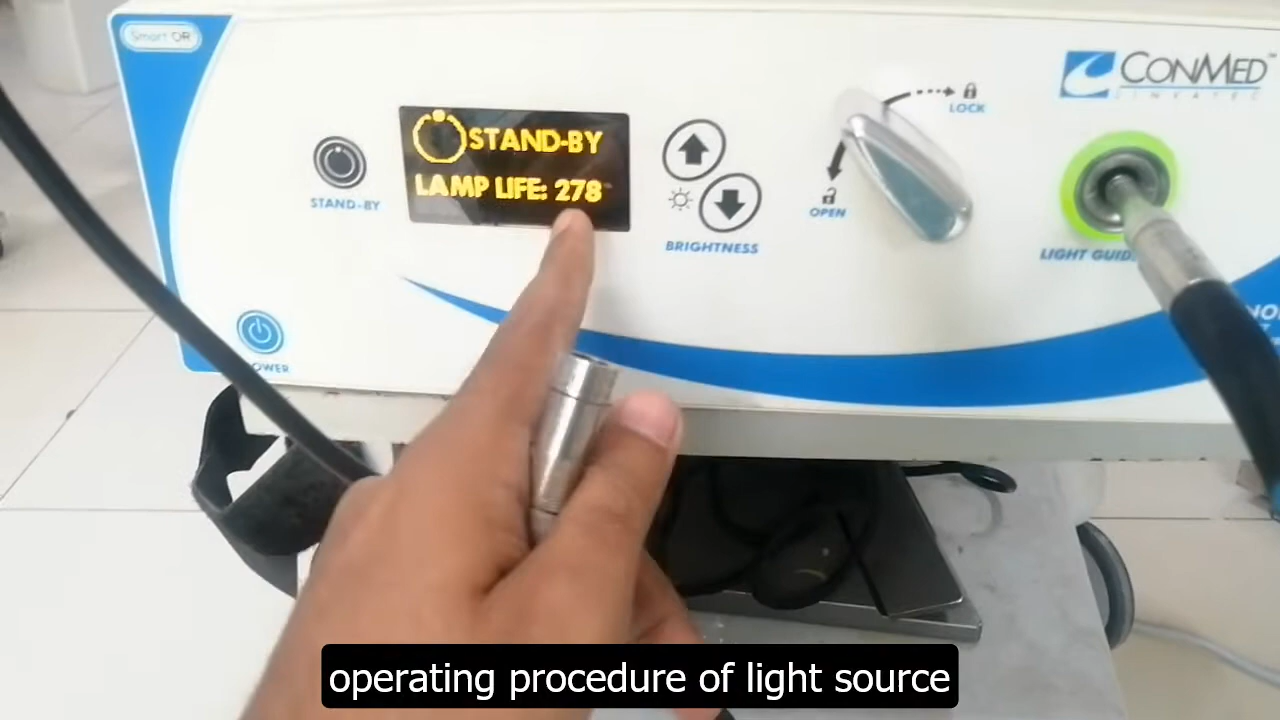 Smart OR
CONMED
LINVATEC
LOCK
STAND-BY
LAMP LIFE: 278
STAND-BY
OPEN
BRIGHTNESS
LIGHT GUIDE
POWER
operating procedure of light source